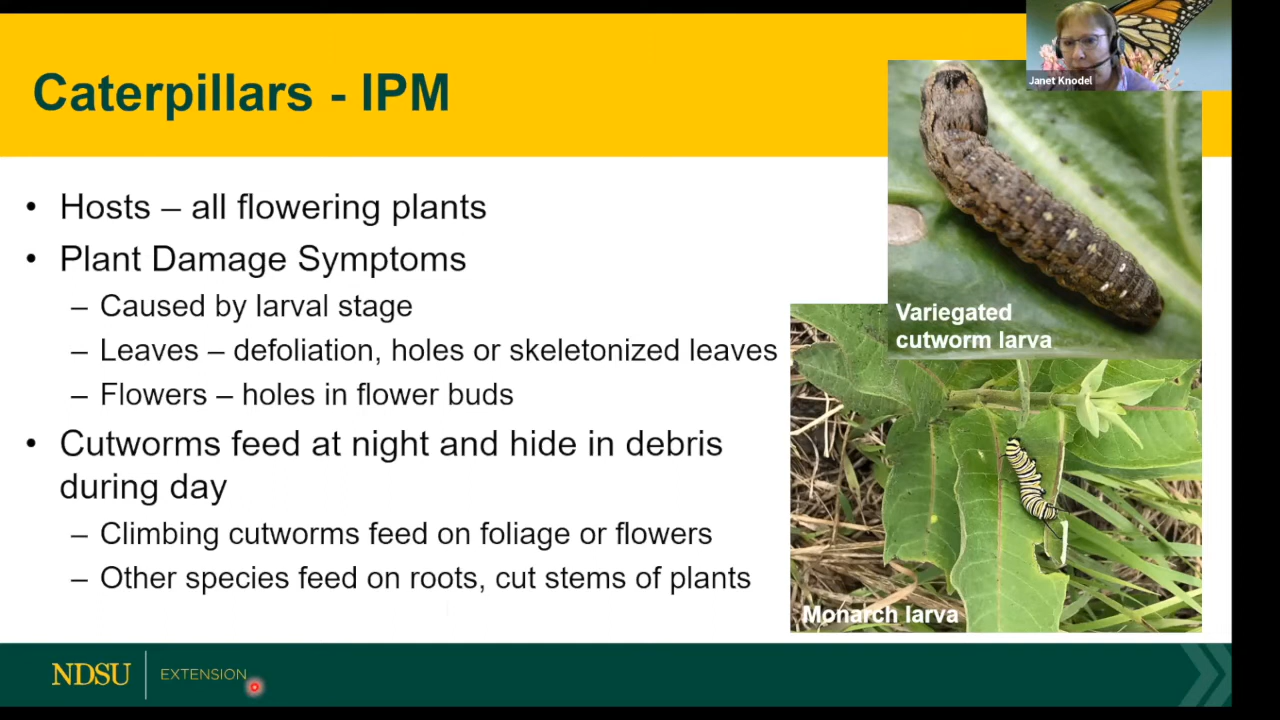 Caterpillars - IPM
Janet Knodel
• Hosts – all flowering plants
• Plant Damage Symptoms
– Caused by larval stage
– Leaves – defoliation, holes or skeletonized leaves
– Flowers – holes in flower buds
• Cutworms feed at night and hide in debris
during day
– Climbing cutworms feed on foliage or flowers
– Other species feed on roots, cut stems of plants
Variegated
cutworm larva
Monarch larva
NDSU EXTENSION